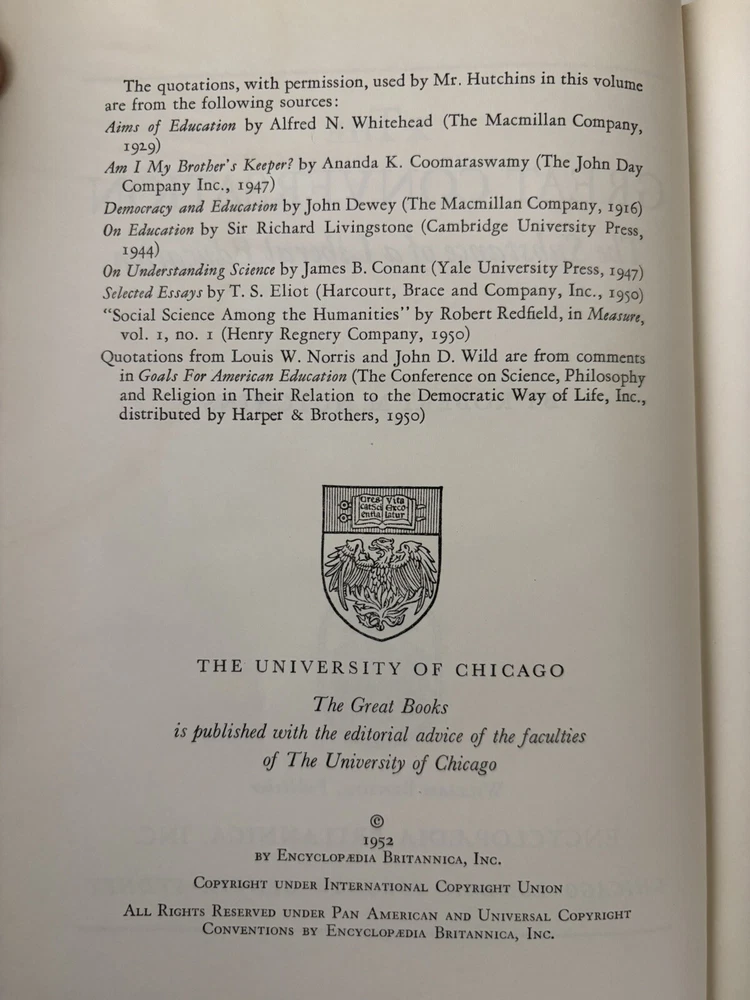 The quotations, with permission, used by Mr. Hutchins in this volume
are from the following sources:
Aims of Education by Alfred N. Whitehead (The Macmillan Company,
1929)
Am I My Brother's Keeper? by Ananda K. Coomaraswamy (The John Day
Company Inc., 1947)
Democracy and Education by John Dewey (The Macmillan Company, 1916)
On Education by Sir Richard Livingstone (Cambridge University Press,
1944)
On Understanding Science by James B. Conant (Yale University Press, 1947)
Selected Essays by T. S. Eliot (Harcourt, Brace and Company, Inc., 1950)
"Social Science Among the Humanities" by Robert Redfield, in Measure,
vol. 1, no. 1 (Henry Regnery Company, 1950)
Quotations from Louis W. Norris and John D. Wild are from comments
in Goals For American Education (The Conference on Science, Philosophy
and Religion in Their Relation to the Democratic Way of Life, Inc.,
distributed by Harper & Brothers, 1950)
Cres Vita
catSci Exco
entia latur
THE UNIVERSITY OF CHICAGO
The Great Books
is published with the editorial advice of the faculties
of The University of Chicago
©
1952
BY ENCYCLOPÆDIA BRITANNICA, INC.
COPYRIGHT UNDER INTERNATIONAL COPYRIGHT UNION
ALL RIGHTS RESERVED UNDER PAN AMERICAN AND UNIVERSAL COPYRIGHT
CONVENTIONS BY ENCYCLOPÆDIA BRITANNICA, INC.